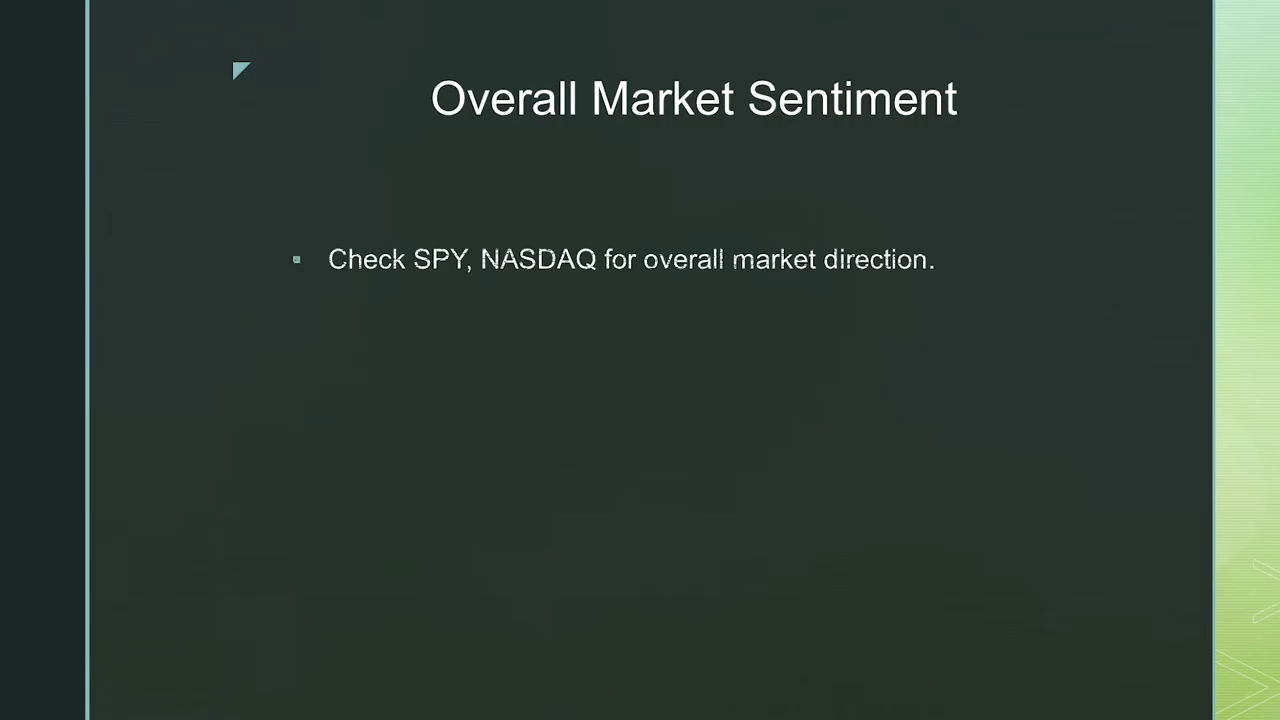 Overall Market Sentiment
Check SPY, NASDAQ for overall market direction.